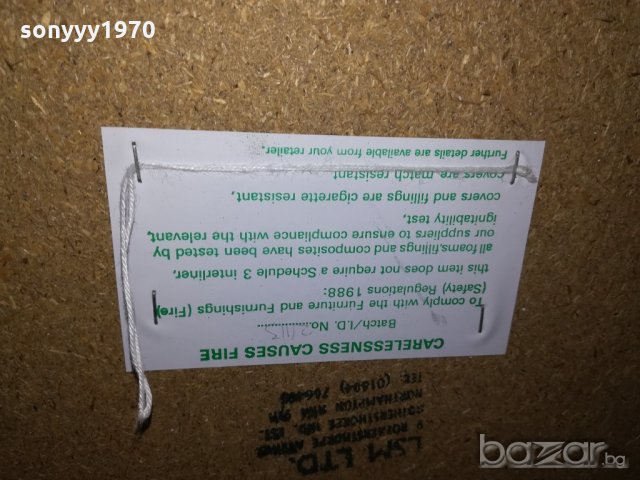 sonyyy1970
CARELESSNESS CAUSES FIRE
Batch/I.D. No.
To comply with the Furniture and Furnishings (Fire)
(Safety) Regulations 1988:
this item does not require a Schedule 3 interliner,
all foams, fillings and composites have been tested by
our suppliers to ensure compliance with the relevant,
ignitability test,
covers and fillings are cigarette resistant,
covers are match resistant
Further details are available from your retailer.
LSM LTD.
NORTHAMPTON
bazar.bg